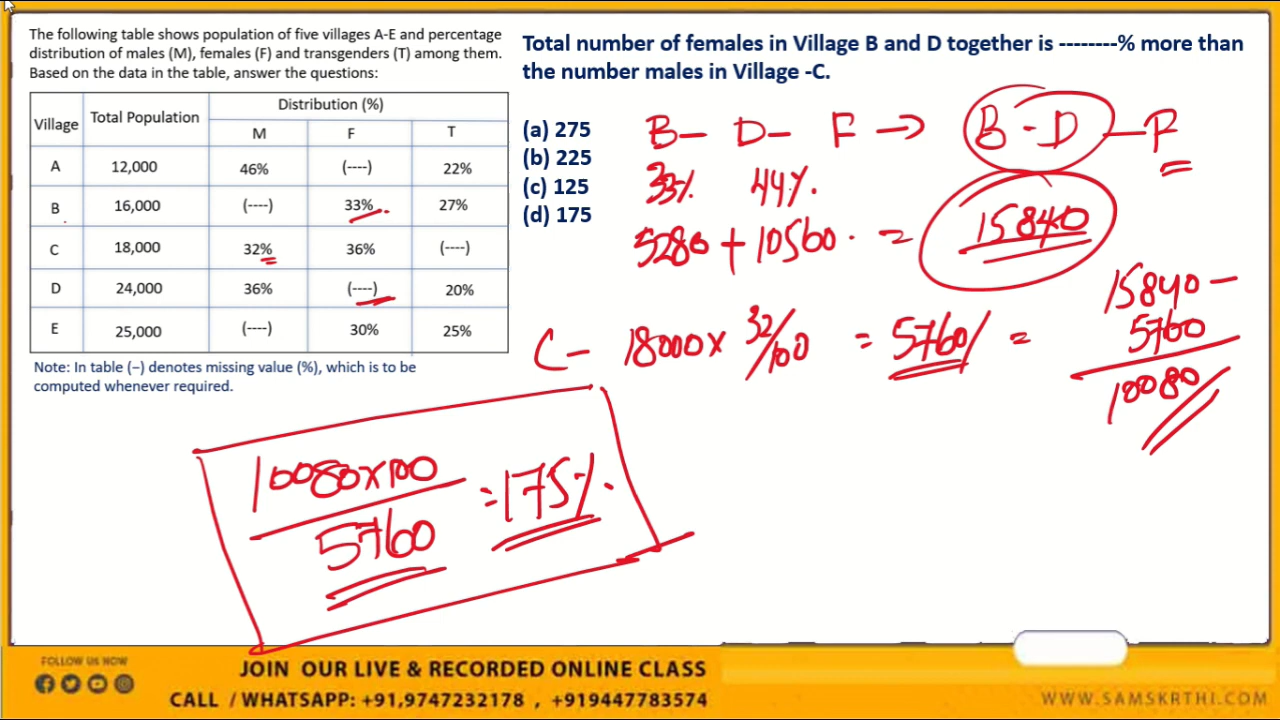 The following table shows population of five villages A-E and percentage
distribution of males (M), females (F) and transgenders (T) among them.
Based on the data in the table, answer the questions:
Village Total Population Distribution (%)
M F T
A 12,000 46% (----) 22%
B 16,000 (----) 33% 27%
C 18,000 32% 36% (----)
D 24,000 36% (----) 20%
E 25,000 (----) 30% 25%
Note: In table (–) denotes missing value (%), which is to be
computed whenever required.
Total number of females in Village B and D together is --------% more than
the number males in Village -C.
(a) 275
(b) 225
(c) 125
(d) 175
B – D – F → B - D – F
33% 44%.
5280 + 10560 = 15840
C – 18000 x 32/100 = 5760 =
15840 –
5760
10080
10080x100
5760
= 175%.
FOLLOW US NOW
JOIN OUR LIVE & RECORDED ONLINE CLASS
CALL / WHATSAPP: +91,9747232178 , +919447783574
WWW.SAMSKRTHI.COM